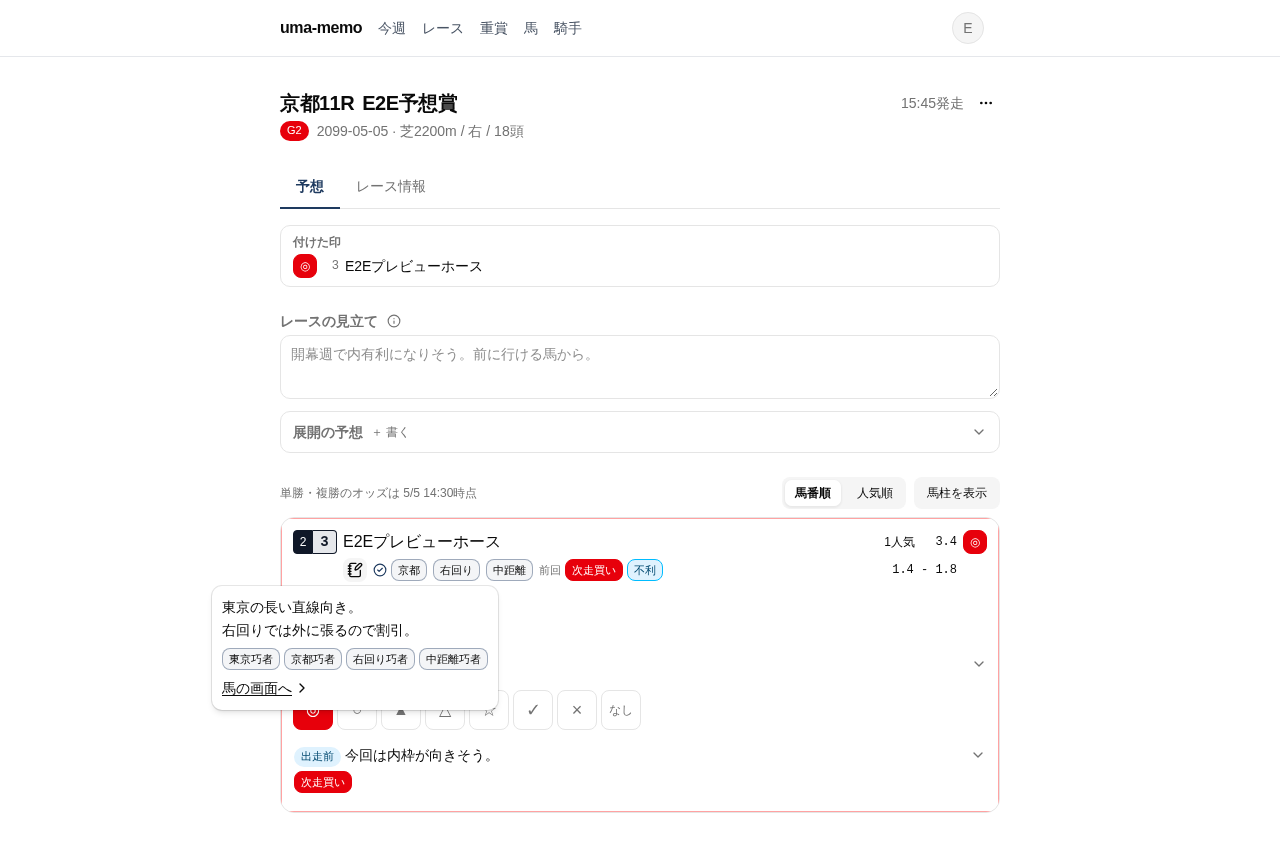 uma-memo 今週 レース 重賞 馬 騎手 E
京都11R E2E予想賞 15:45発走 …
G2 2099-05-05 · 芝2200m / 右 / 18頭
予想 レース情報
付けた印
◎ 3 E2Eプレビューホース
レースの見立て
開幕週で内有利になりそう。前に行ける馬から。
展開の予想 + 書く
単勝・複勝のオッズは 5/5 14:30時点 馬番順 人気順 馬柱を表示
2 3 E2Eプレビューホース 1人気 3.4 ◎
京都 右回り 中距離 前回 次走買い 不利 1.4 - 1.8
東京の長い直線向き。
右回りでは外に張るので割引。
東京巧者 京都巧者 右回り巧者 中距離巧者
馬の画面へ
◎ ○ ▲ △ ☆ ✓ × なし
出走前 今回は内枠が向きそう。
次走買い